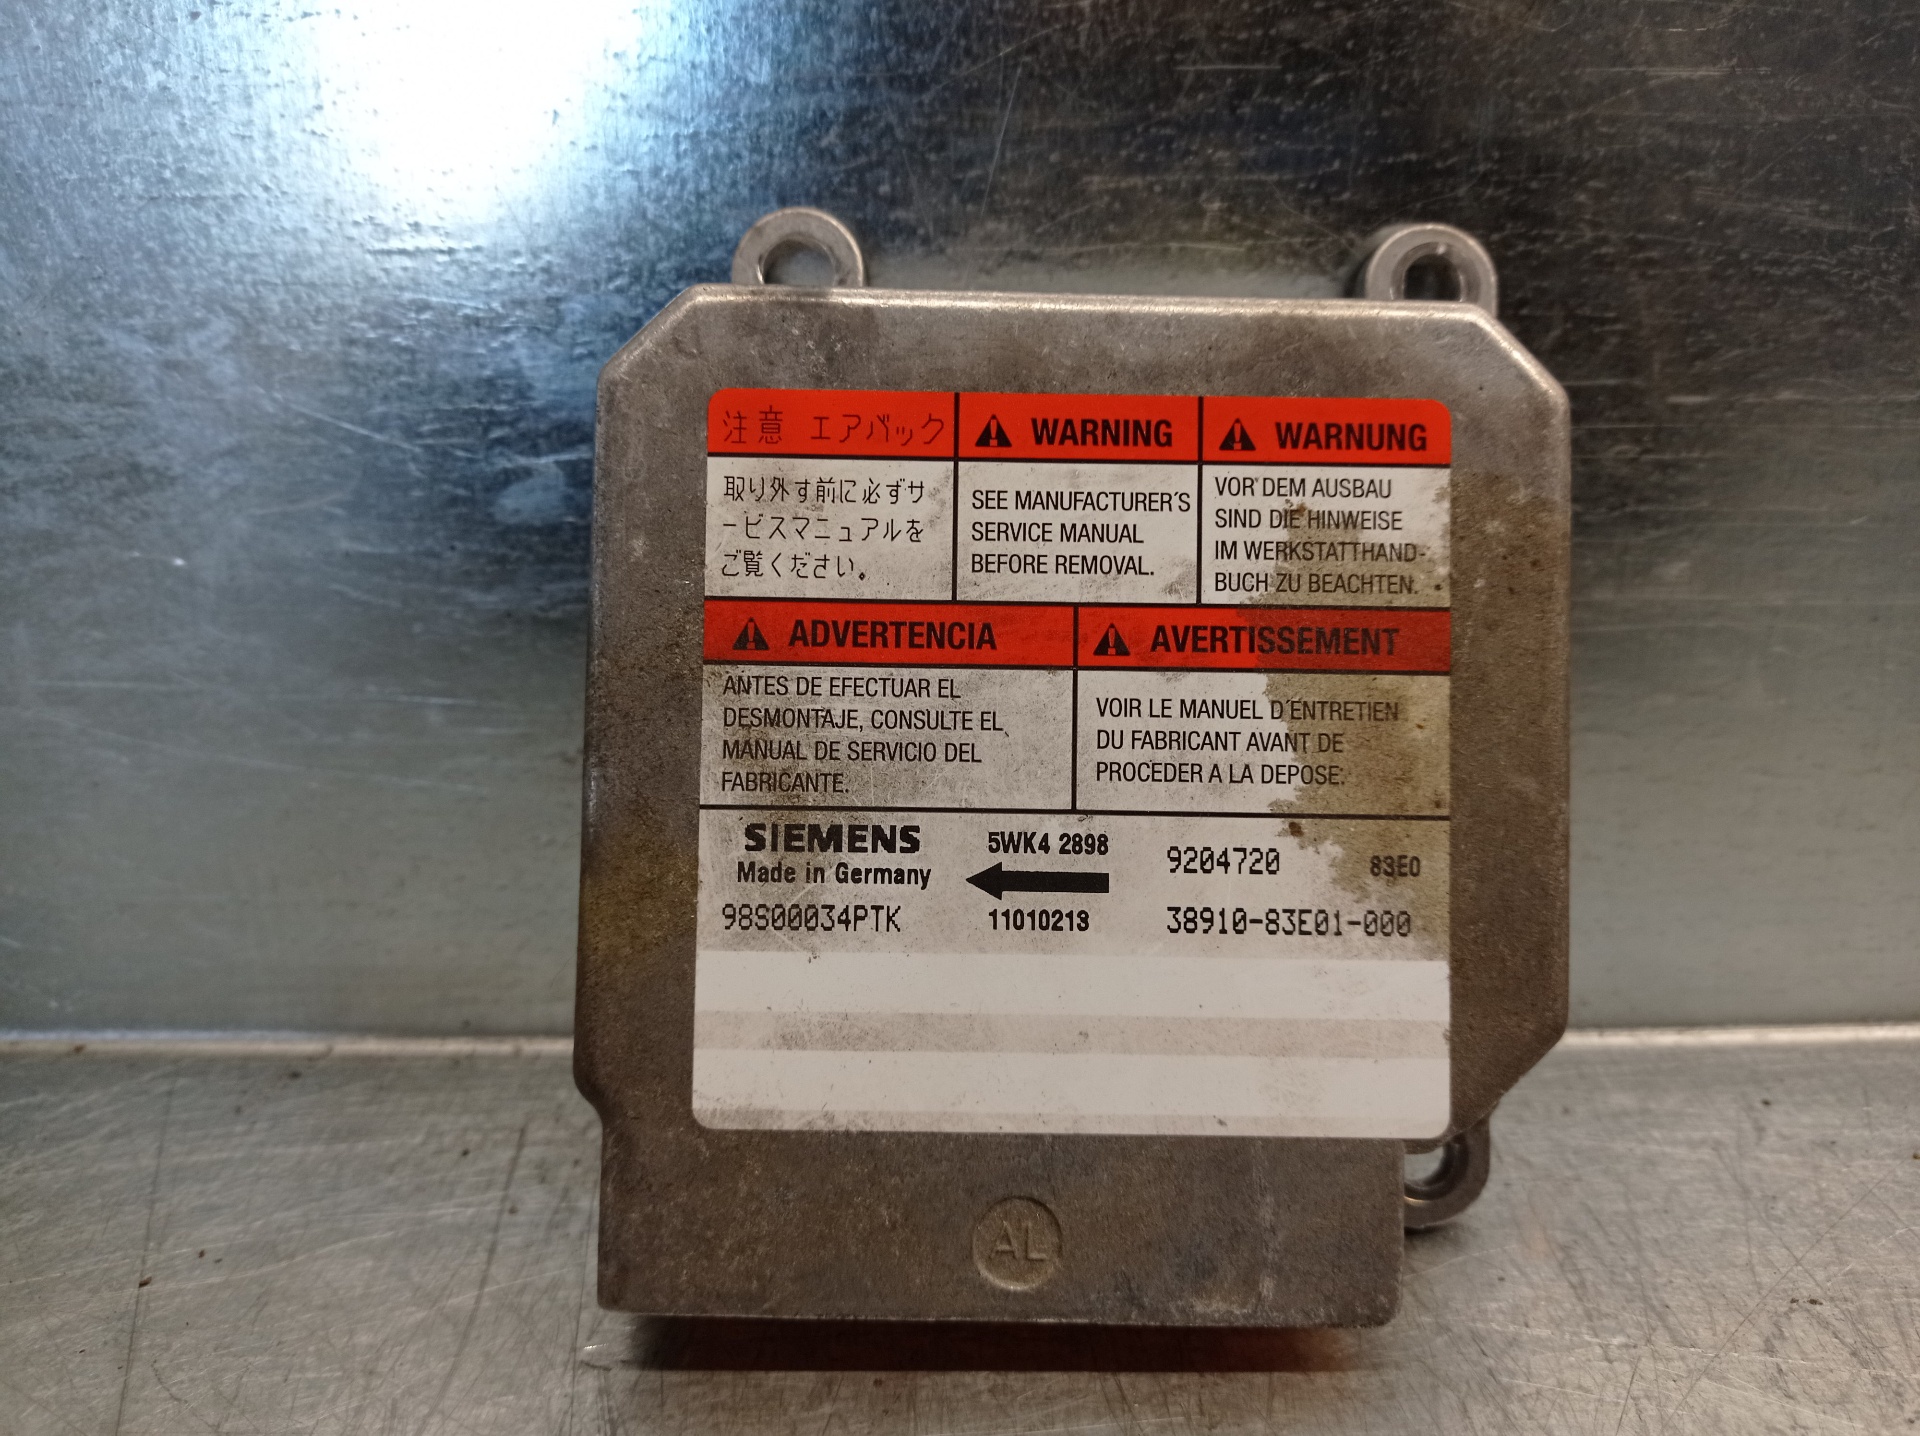 注意 エアバック
取り外す前に必ずサ
ービスマニュアルを
ご覧ください。
WARNING
SEE MANUFACTURER'S
SERVICE MANUAL
BEFORE REMOVAL.
WARNUNG
VOR DEM AUSBAU
SIND DIE HINWEISE
IM WERKSTATTHAND-
BUCH ZU BEACHTEN.
ADVERTENCIA
ANTES DE EFECTUAR EL
DESMONTAJE, CONSULTE EL
MANUAL DE SERVICIO DEL
FABRICANTE.
AVERTISSEMENT
VOIR LE MANUEL D'ENTRETIEN
DU FABRICANT AVANT DE
PROCEDER A LA DEPOSE.
SIEMENS 5WK4 2898 9204720 83E0
Made in Germany
98S00034PTK 11010213 38910-83E01-000
AL